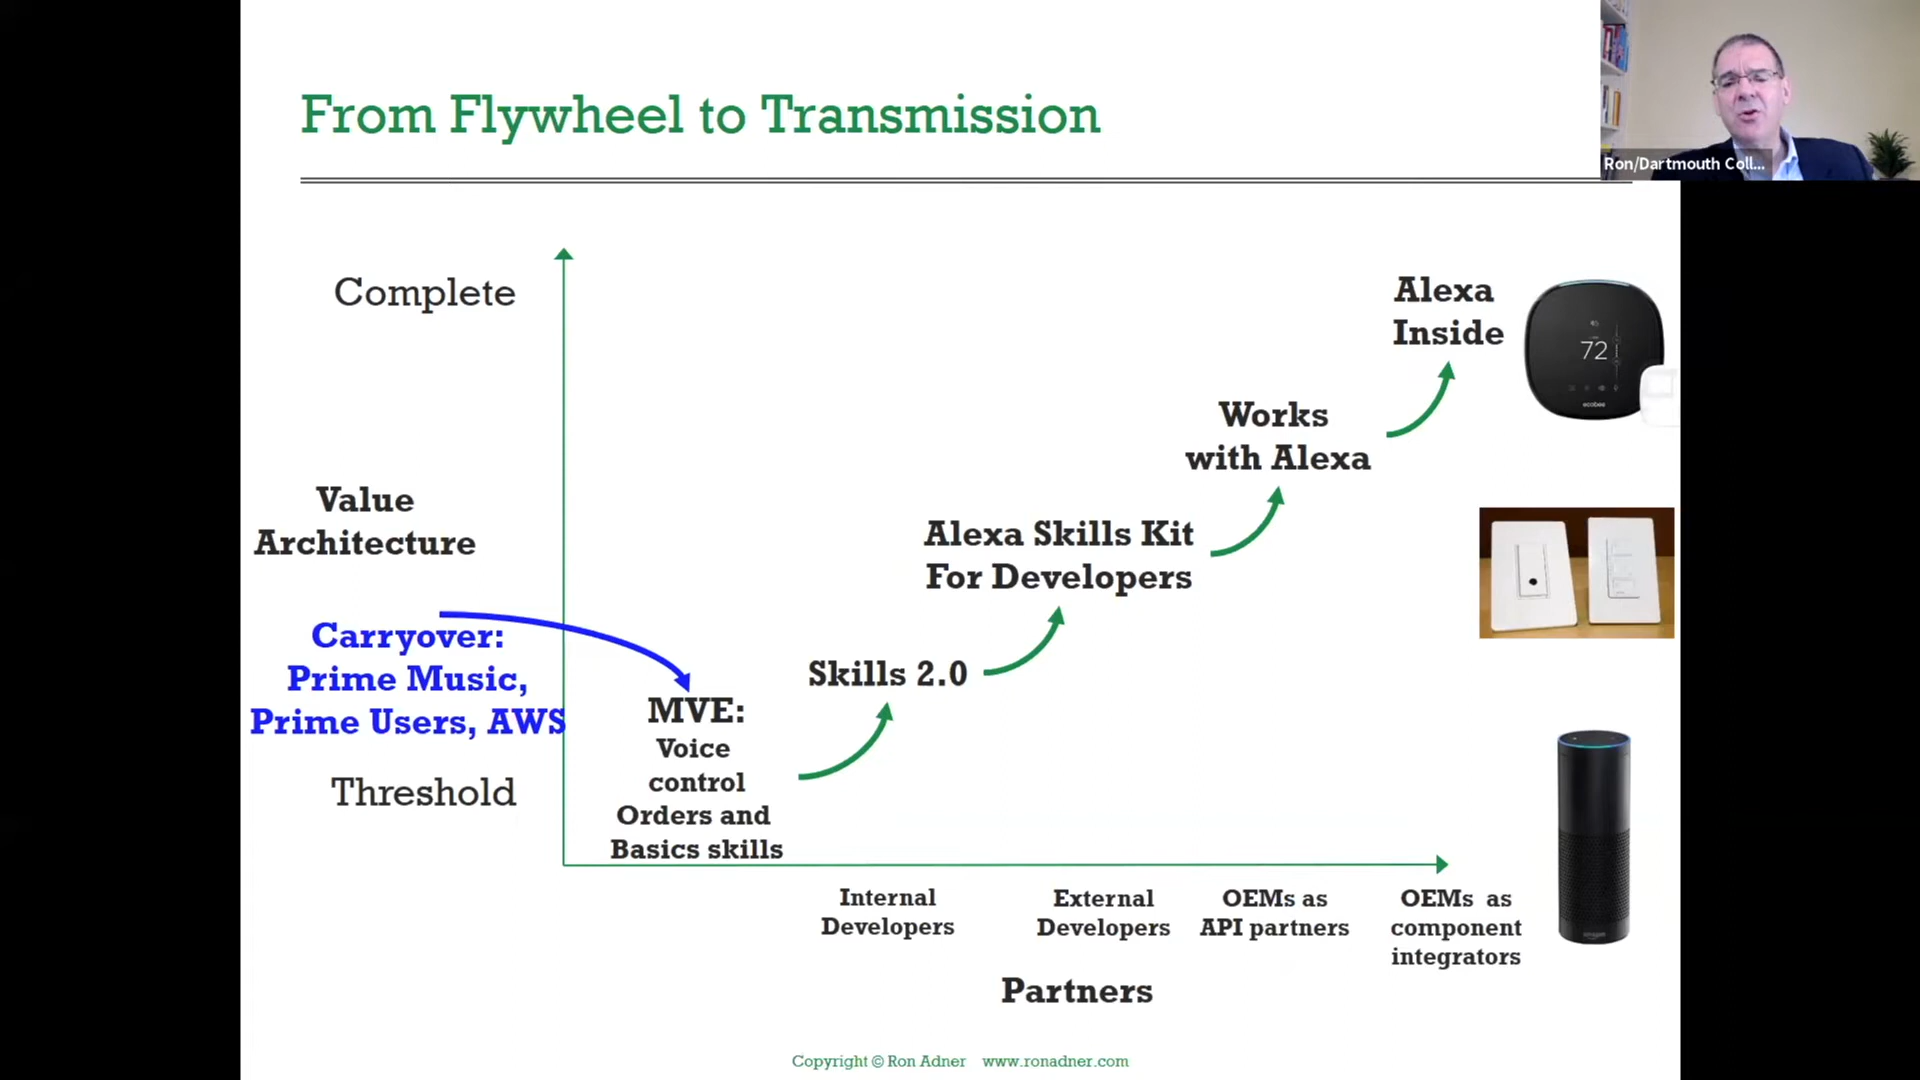 From Flywheel to Transmission
Ron/Dartmouth Coll...
Complete
Alexa
Inside
72
ecobee
Works
with Alexa
Value
Architecture
Alexa Skills Kit
For Developers
Carryover:
Prime Music,
Prime Users, AWS
Skills 2.0
MVE:
Voice
control
Orders and
Basics skills
Threshold
Internal
Developers
External
Developers
OEMs as
API partners
OEMs as
component
integrators
amazon
Partners
Copyright © Ron Adner www.ronadner.com